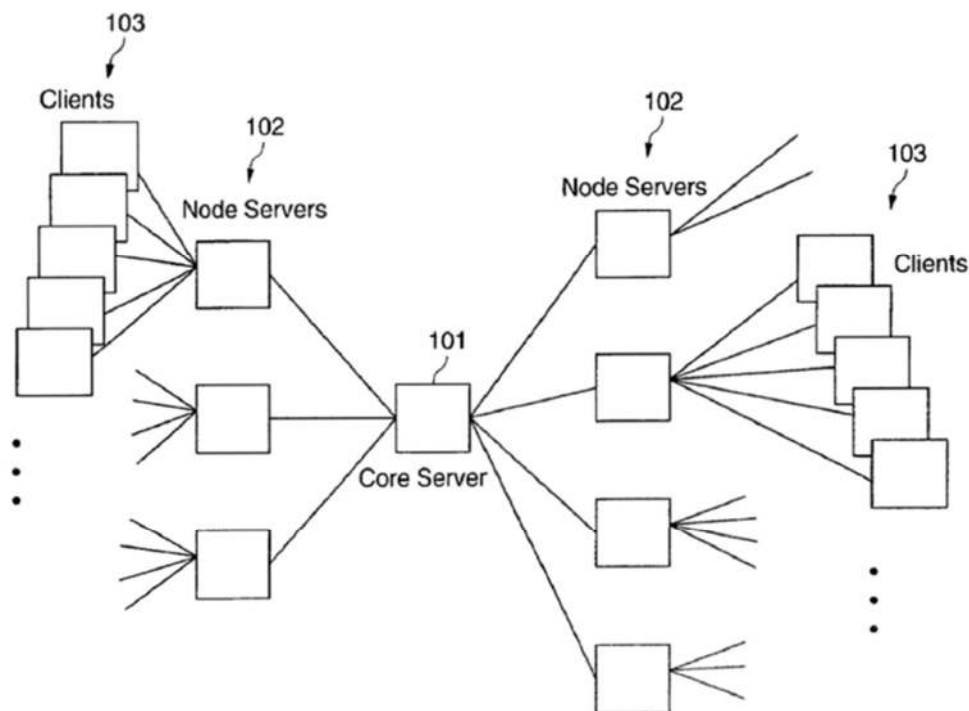 103
Clients
102
Node Servers
101
Core Server
102
Node Servers
103
Clients